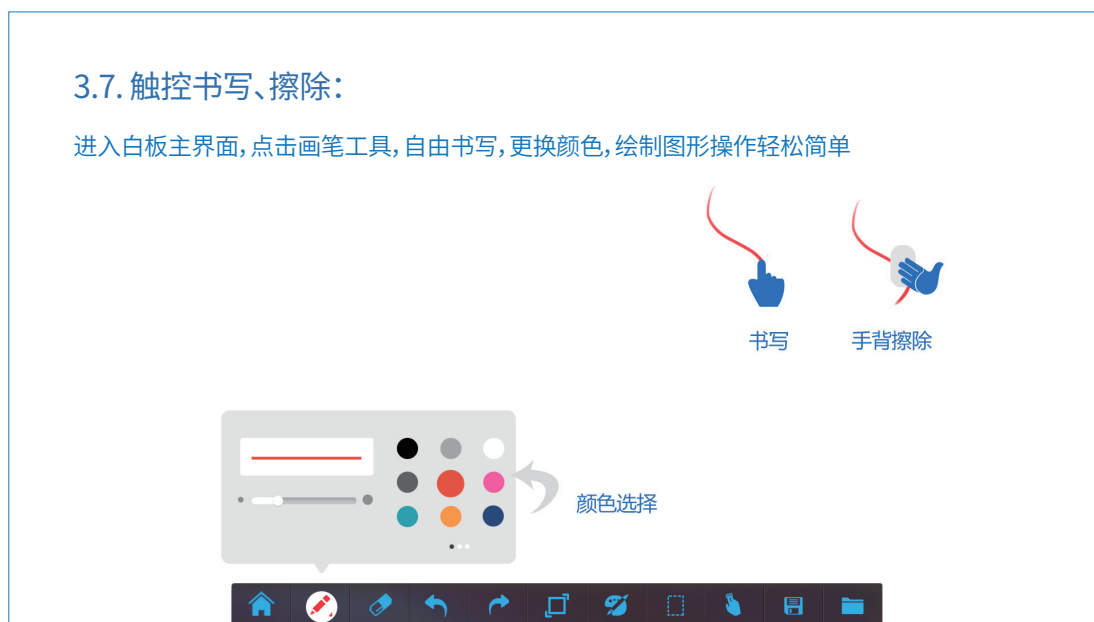 3.7. 触控书写、擦除：
进入白板主界面，点击画笔工具，自由书写，更换颜色，绘制图形操作轻松简单
书写
手背擦除
颜色选择